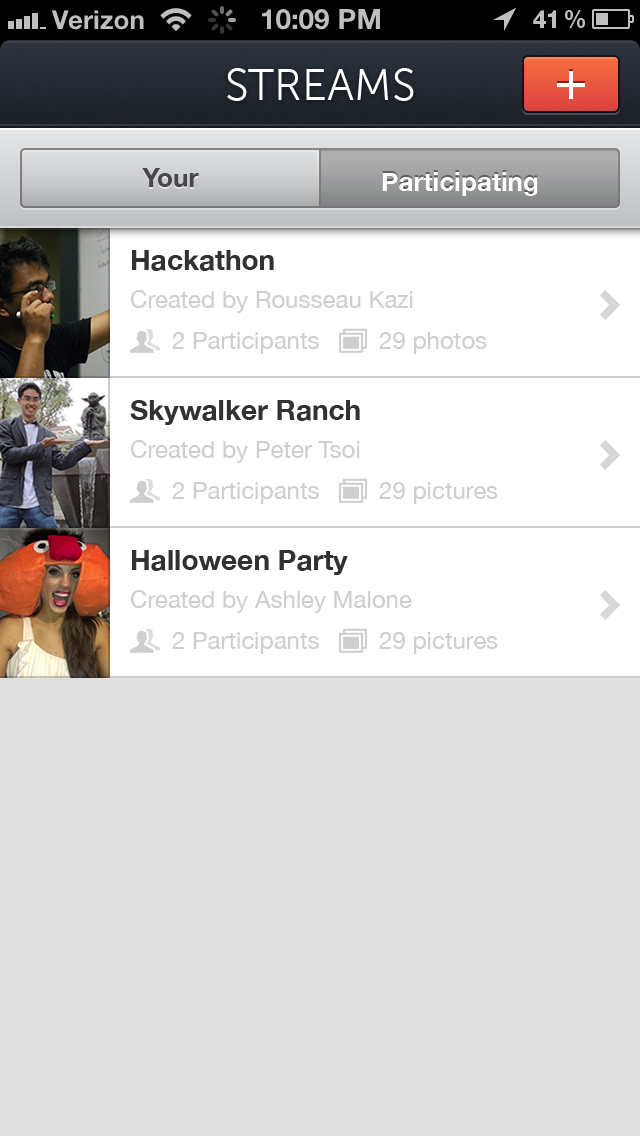 Verizon 10:09 PM 41 %
STREAMS +
Your Participating
Hackathon
Created by Rousseau Kazi
2 Participants 29 photos
Skywalker Ranch
Created by Peter Tsoi
2 Participants 29 pictures
Halloween Party
Created by Ashley Malone
2 Participants 29 pictures